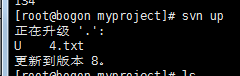 134
[root@bogon myproject]# svn up
正在升级 '.':
U    4.txt
更新到版本 8。
[root@bogon myproject]# ls